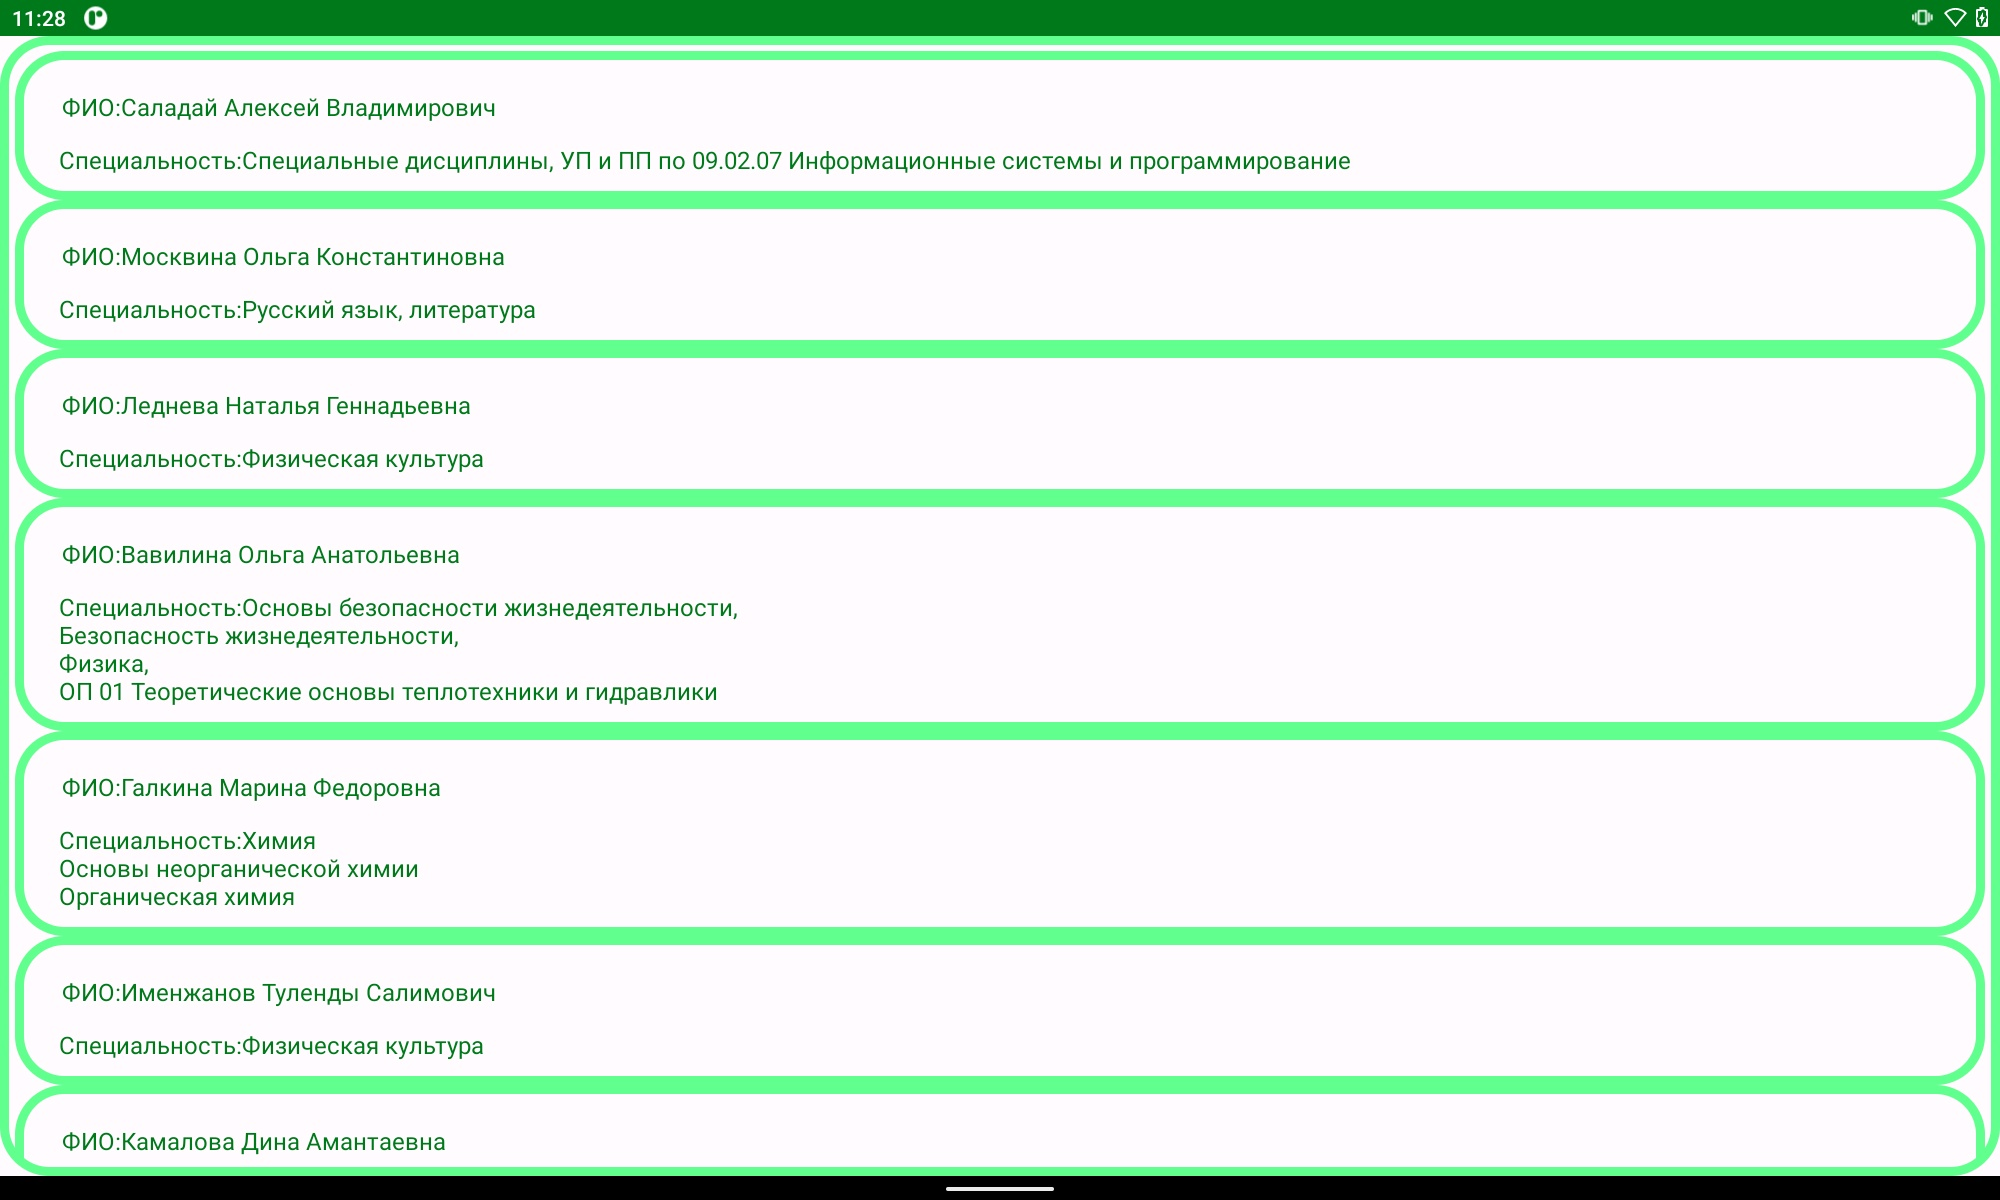 11:28
ФИО:Саладай Алексей Владимирович
Специальность:Специальные дисциплины, УП и ПП по 09.02.07 Информационные системы и программирование
ФИО:Москвина Ольга Константиновна
Специальность:Русский язык, литература
ФИО:Леднева Наталья Геннадьевна
Специальность:Физическая культура
ФИО:Вавилина Ольга Анатольевна
Специальность:Основы безопасности жизнедеятельности,
Безопасность жизнедеятельности,
Физика,
ОП 01 Теоретические основы теплотехники и гидравлики
ФИО:Галкина Марина Федоровна
Специальность:Химия
Основы неорганической химии
Органическая химия
ФИО:Именжанов Туленды Салимович
Специальность:Физическая культура
ФИО:Камалова Дина Амантаевна